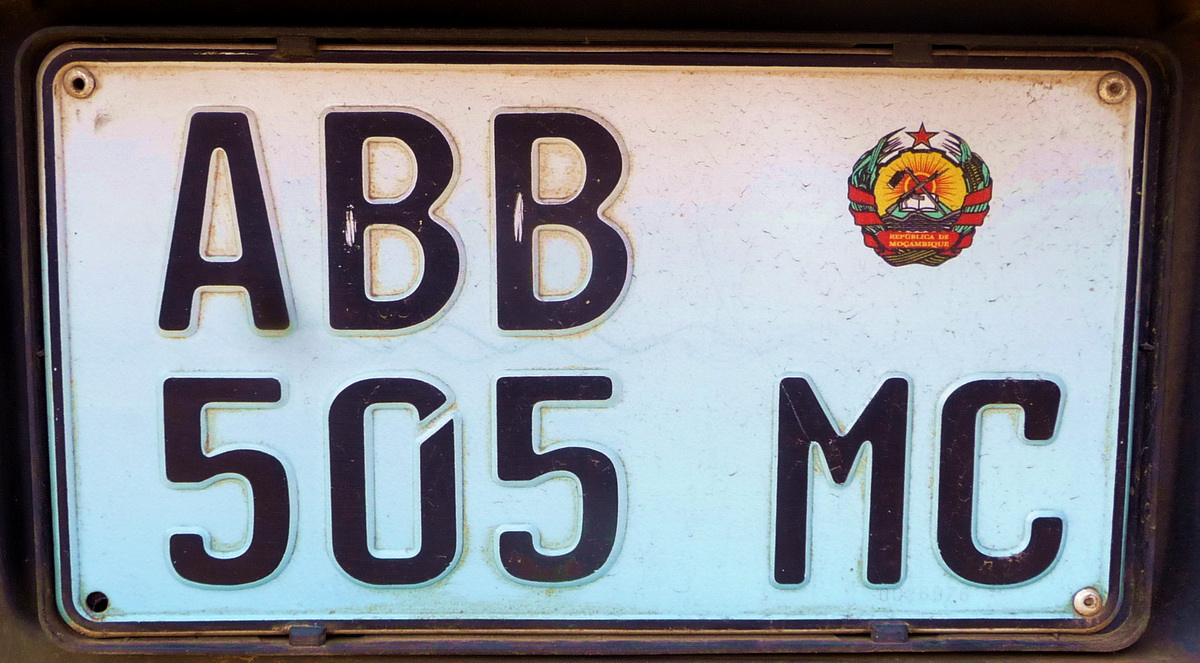 ABB
REPÚBLICA DE
MOÇAMBIQUE
505 MC